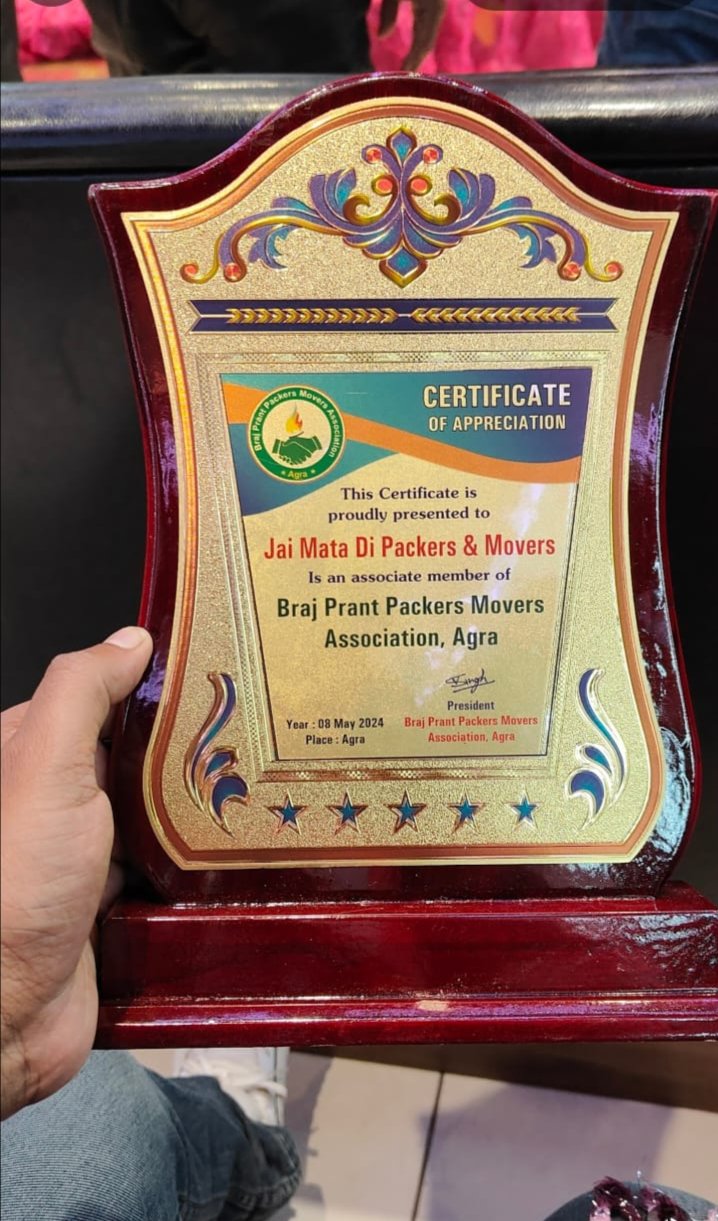 Braj Prant Packers Movers Association
Agra
CERTIFICATE
OF APPRECIATION
This Certificate is
proudly presented to
Jai Mata Di Packers & Movers
Is an associate member of
Braj Prant Packers Movers
Association, Agra
Singh
President
Year : 08 May 2024
Place : Agra
Braj Prant Packers Movers
Association, Agra